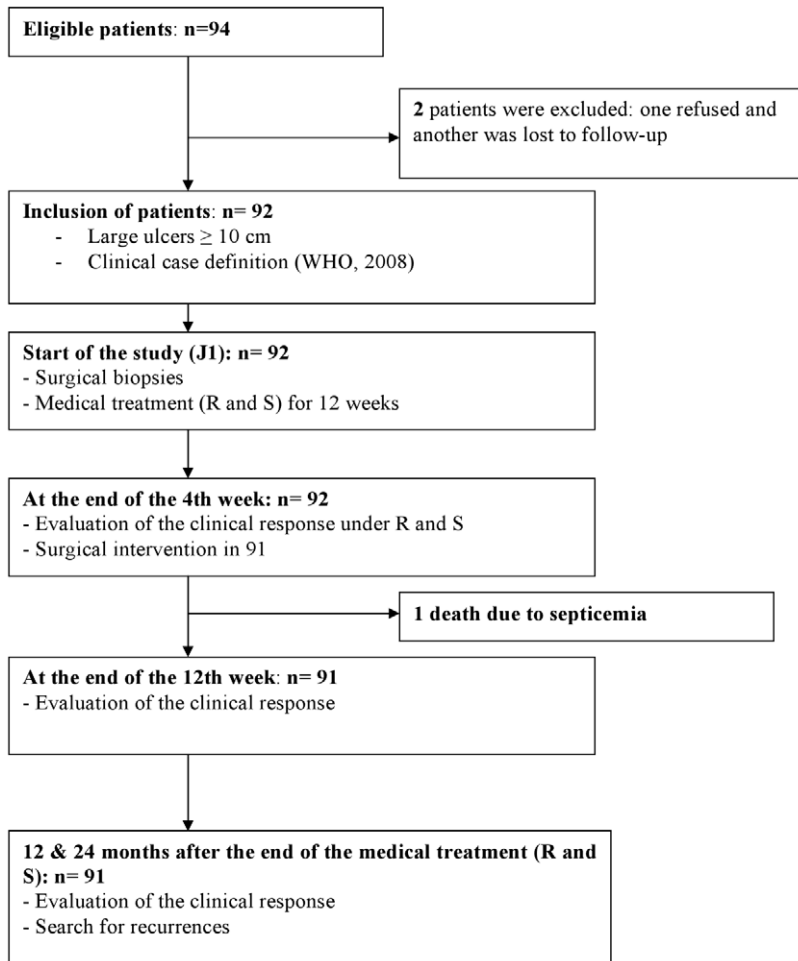 Eligible patients: n=94
2 patients were excluded: one refused and
another was lost to follow-up
Inclusion of patients: n= 92
- Large ulcers ≥ 10 cm
- Clinical case definition (WHO, 2008)
Start of the study (J1): n= 92
- Surgical biopsies
- Medical treatment (R and S) for 12 weeks
At the end of the 4th week: n= 92
- Evaluation of the clinical response under R and S
- Surgical intervention in 91
1 death due to septicemia
At the end of the 12th week: n= 91
- Evaluation of the clinical response
12 & 24 months after the end of the medical treatment (R and
S): n= 91
- Evaluation of the clinical response
- Search for recurrences